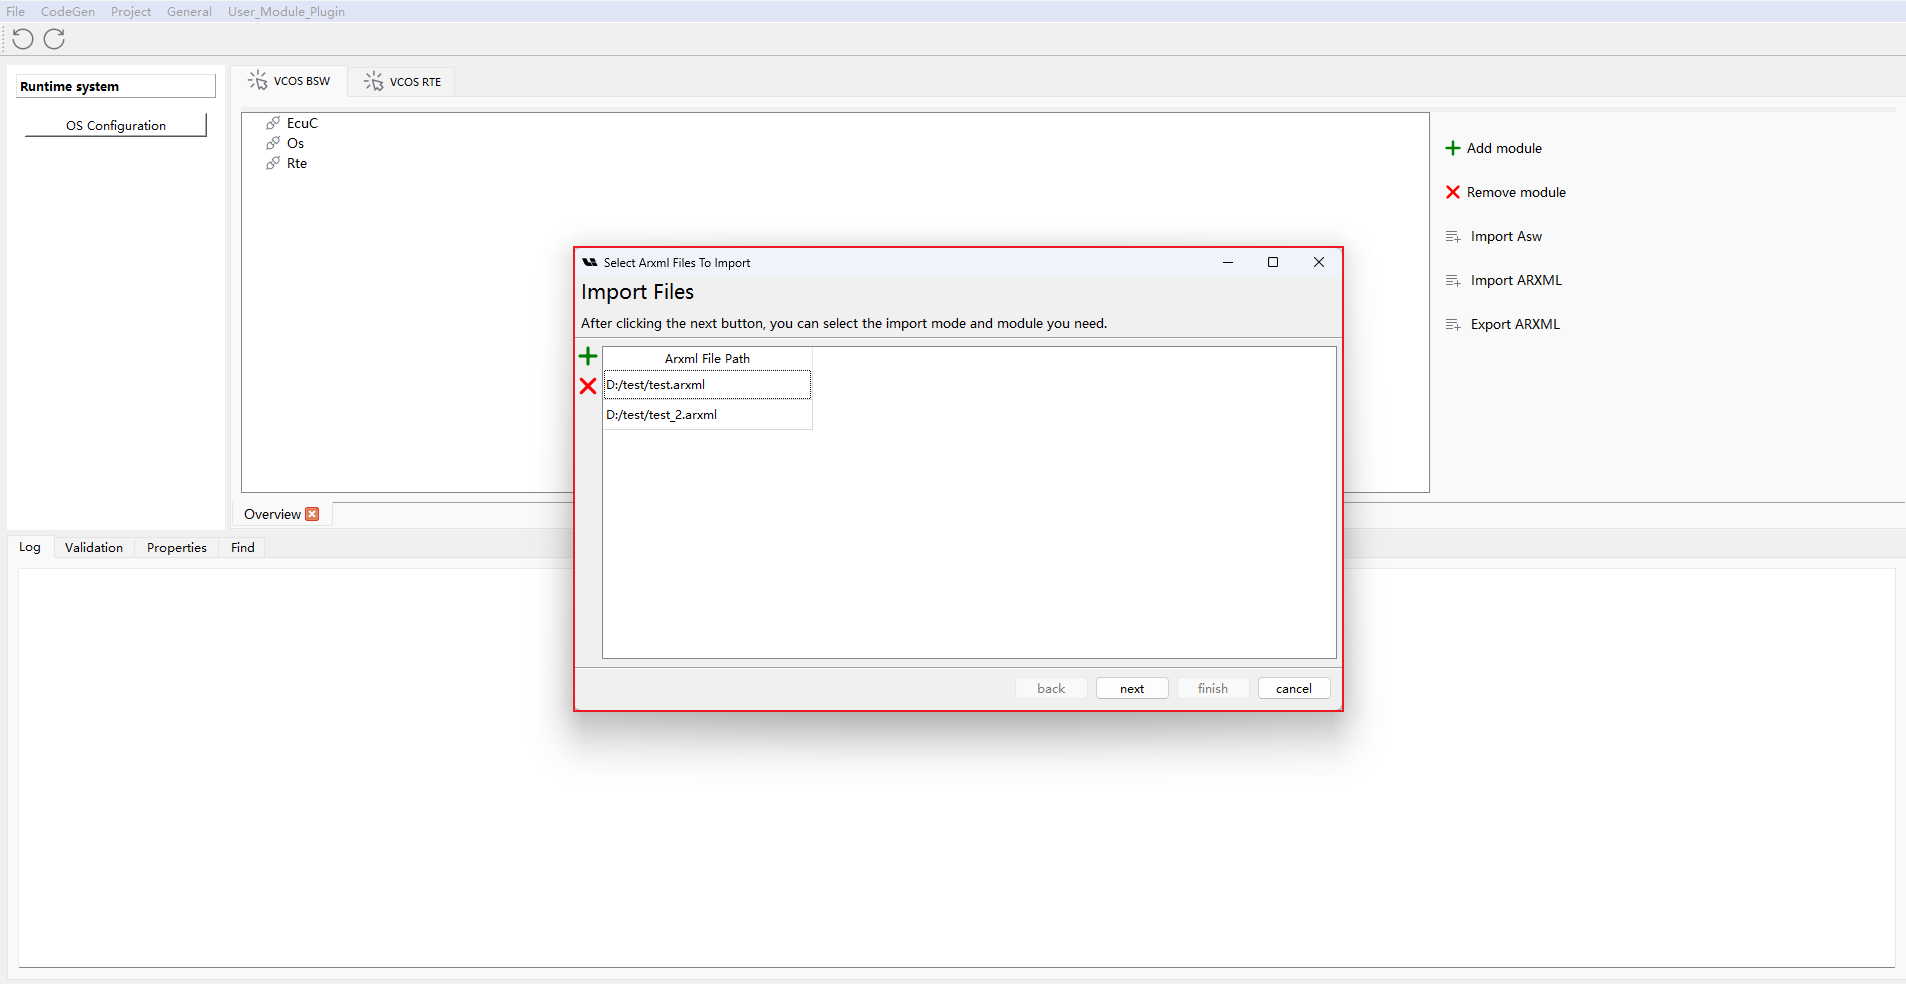 File CodeGen Project General User_Module_Plugin
Runtime system
OS Configuration
VCOS BSW VCOS RTE
EcuC
Os
Rte
Add module
Remove module
Import Asw
Import ARXML
Export ARXML
Select Arxml Files To Import
Import Files
After clicking the next button, you can select the import mode and module you need.
Arxml File Path
D:/test/test.arxml
D:/test/test_2.arxml
back next finish cancel
Overview
Log Validation Properties Find